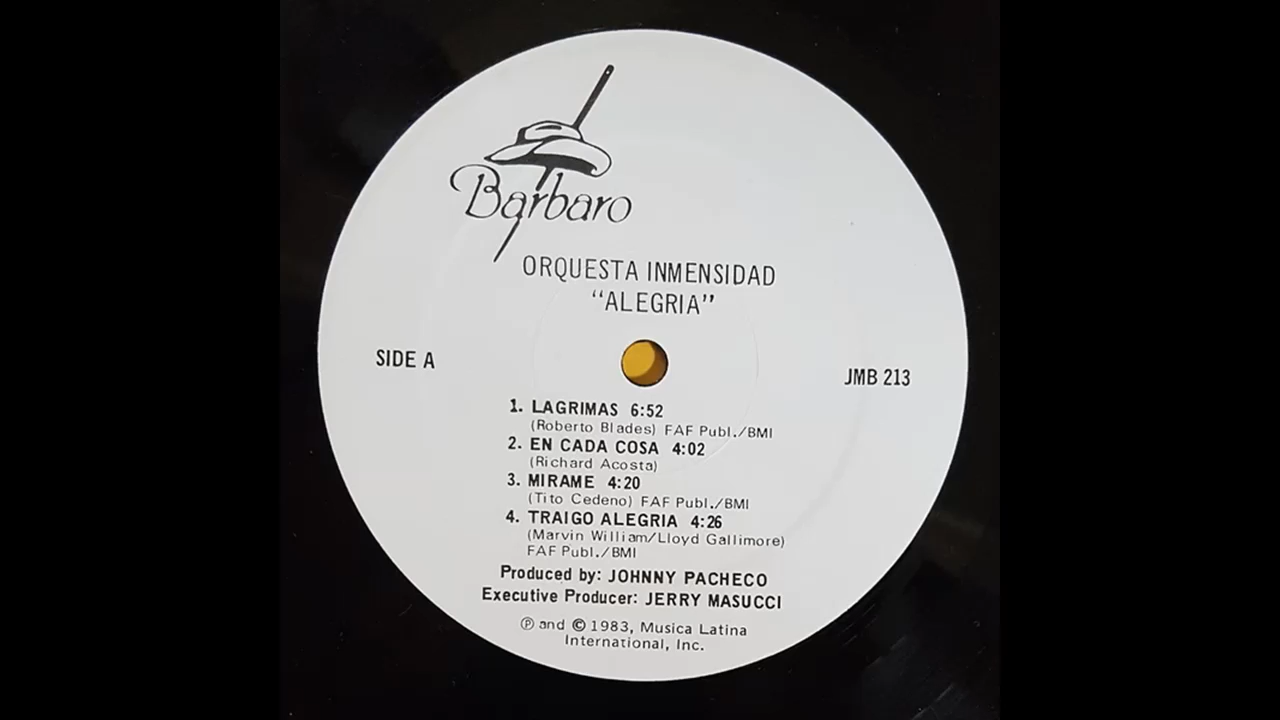 Barbaro
ORQUESTA INMENSIDAD
"ALEGRIA"
SIDE A
JMB 213
1. LAGRIMAS 6:52
(Roberto Blades) FAF Publ./BMI
2. EN CADA COSA 4:02
(Richard Acosta)
3. MIRAME 4:20
(Tito Cedeno) FAF Publ./BMI
4. TRAIGO ALEGRIA 4:26
(Marvin William/Lloyd Gallimore)
FAF Publ./BMI
Produced by: JOHNNY PACHECO
Executive Producer: JERRY MASUCCI
℗ and © 1983, Musica Latina
International, Inc.